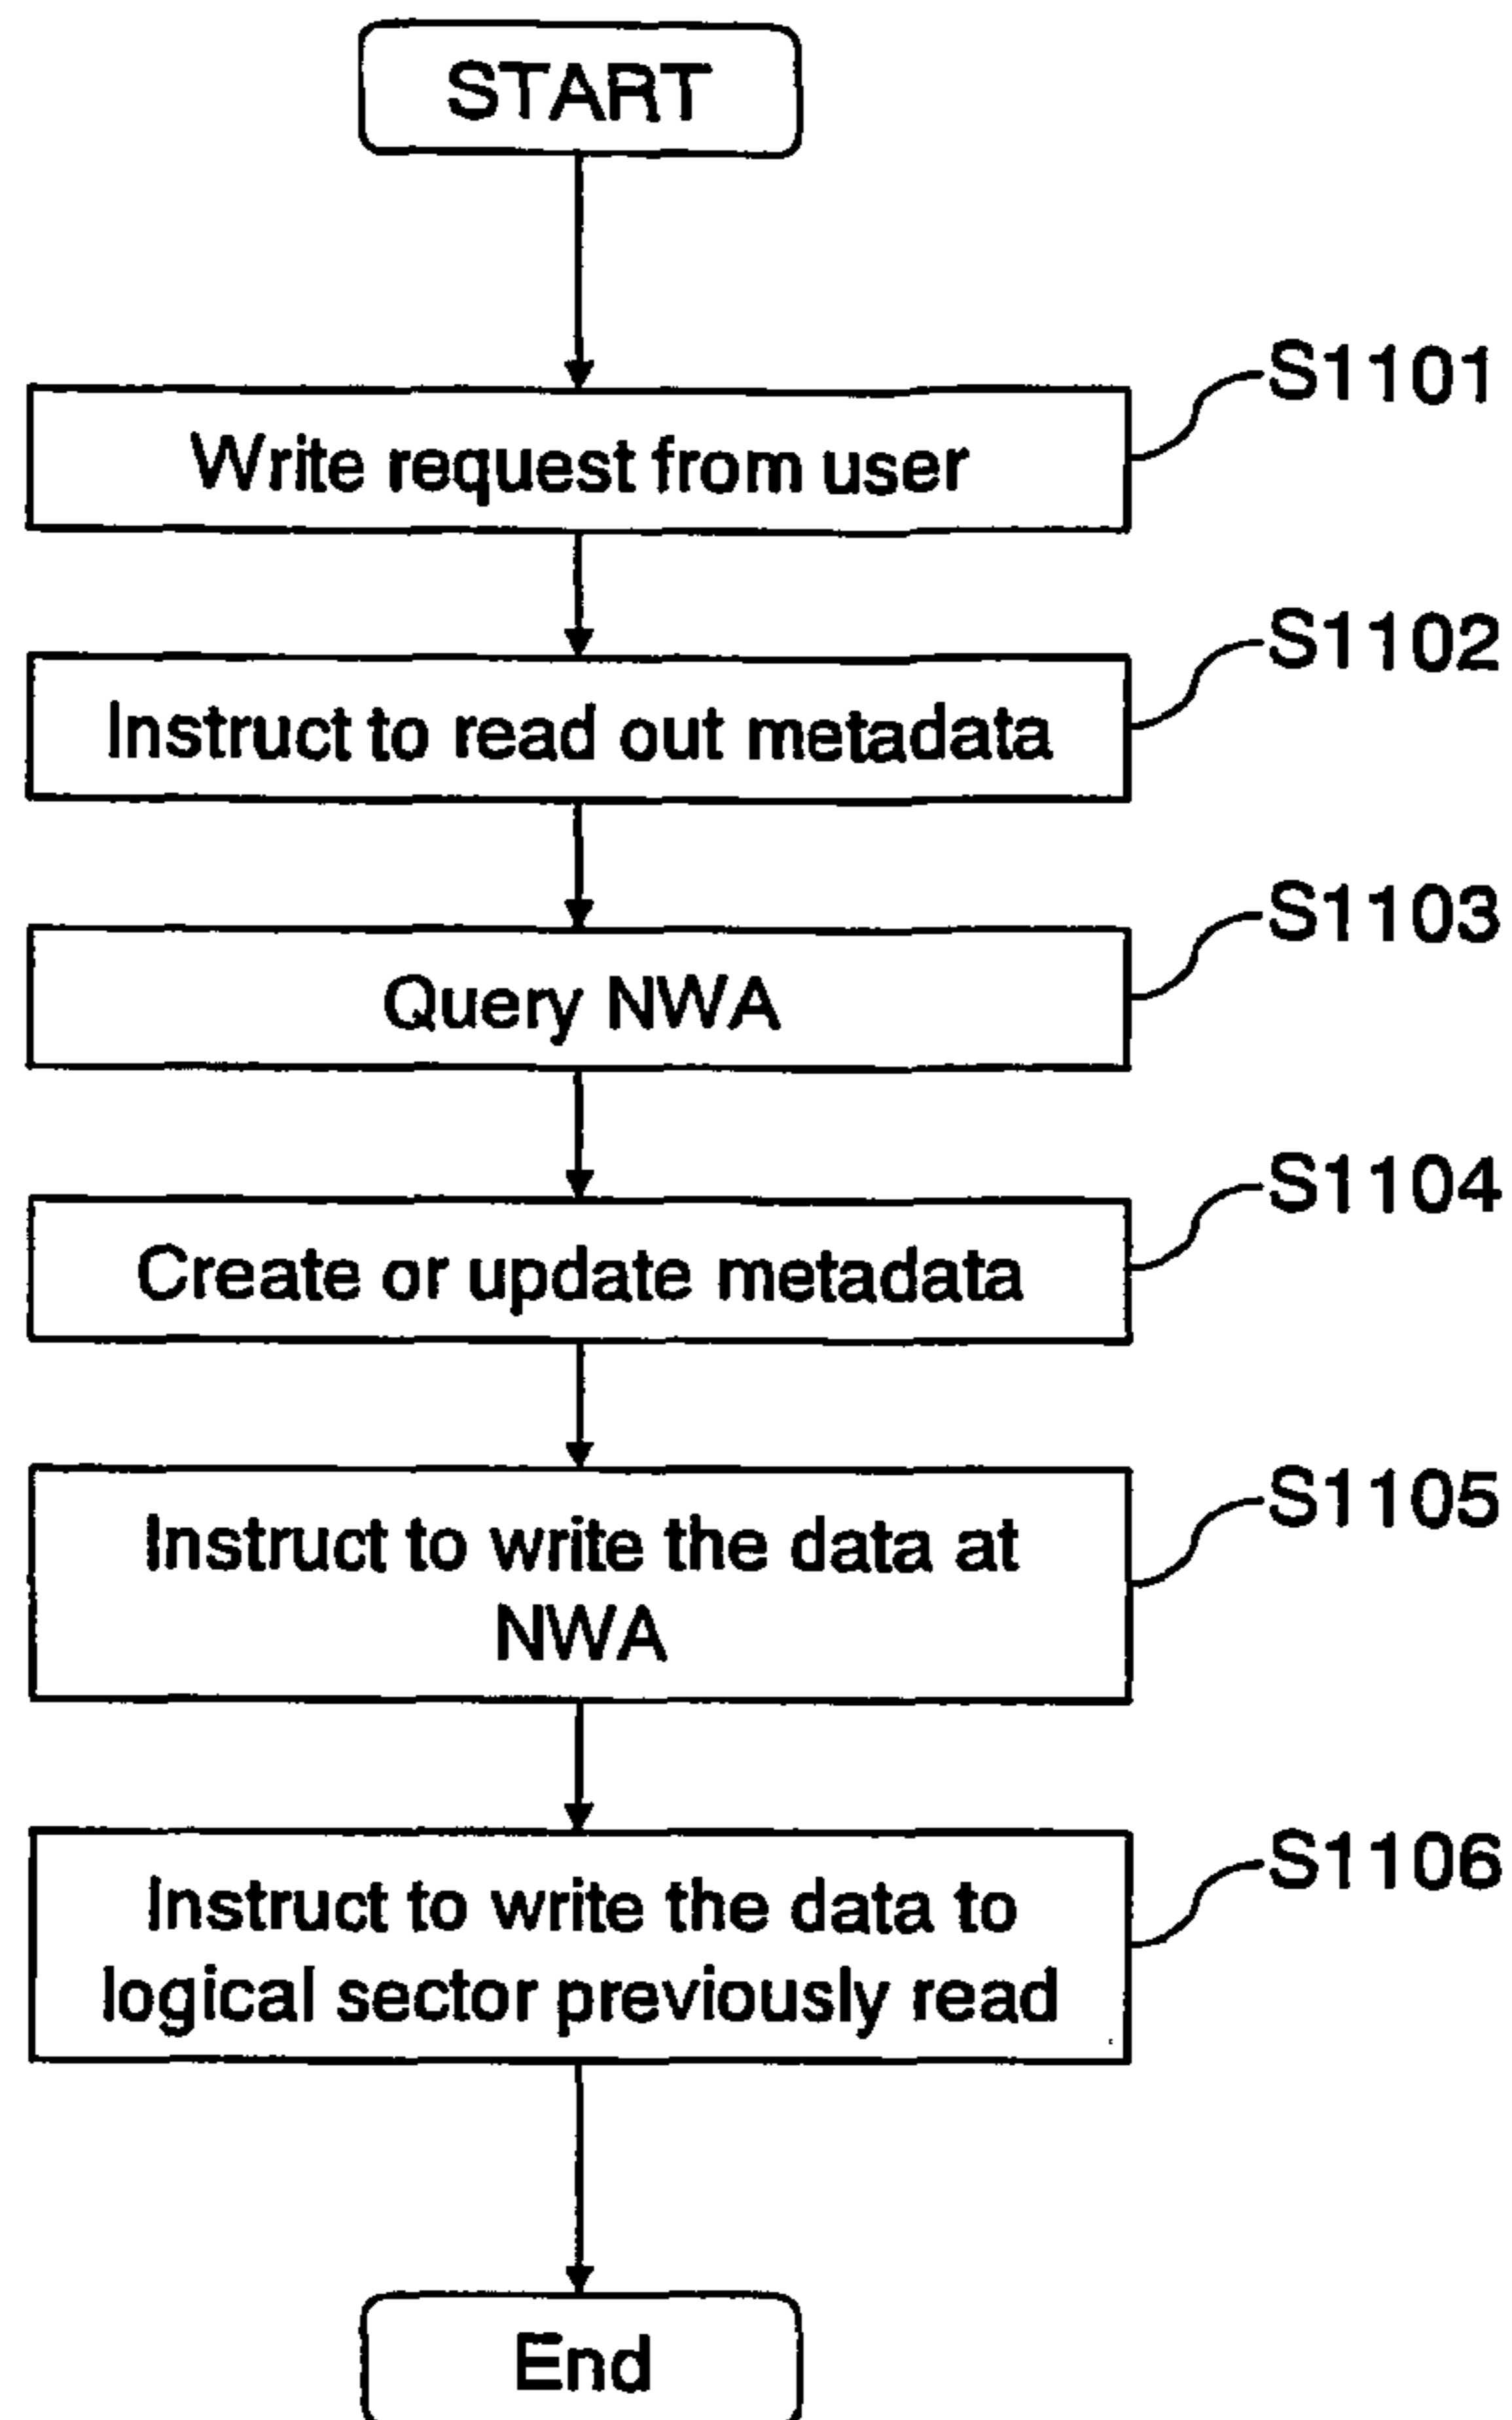 START
S1101
Write request from user
S1102
Instruct to read out metadata
S1103
Query NWA
S1104
Create or update metadata
S1105
Instruct to write the data at
NWA
S1106
Instruct to write the data to
logical sector previously read
End